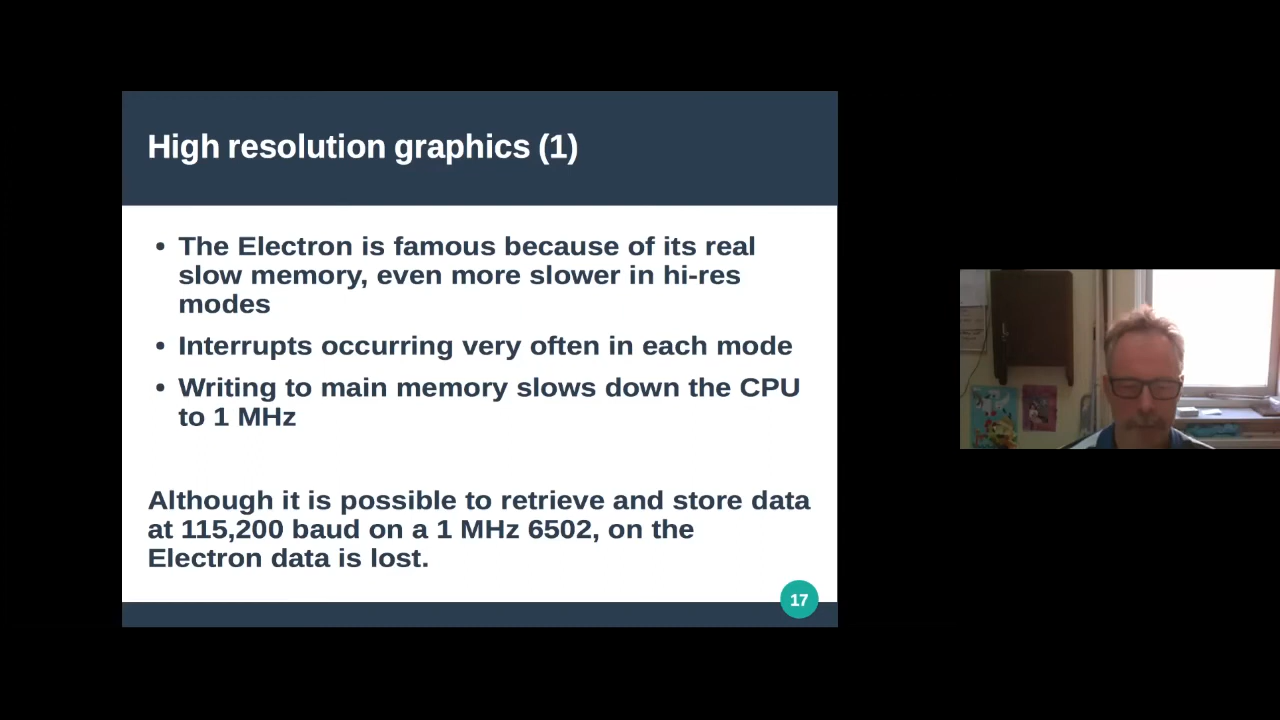 High resolution graphics (1)
• The Electron is famous because of its real
slow memory, even more slower in hi-res
modes
• Interrupts occurring very often in each mode
• Writing to main memory slows down the CPU
to 1 MHz
Although it is possible to retrieve and store data
at 115,200 baud on a 1 MHz 6502, on the
Electron data is lost.
17